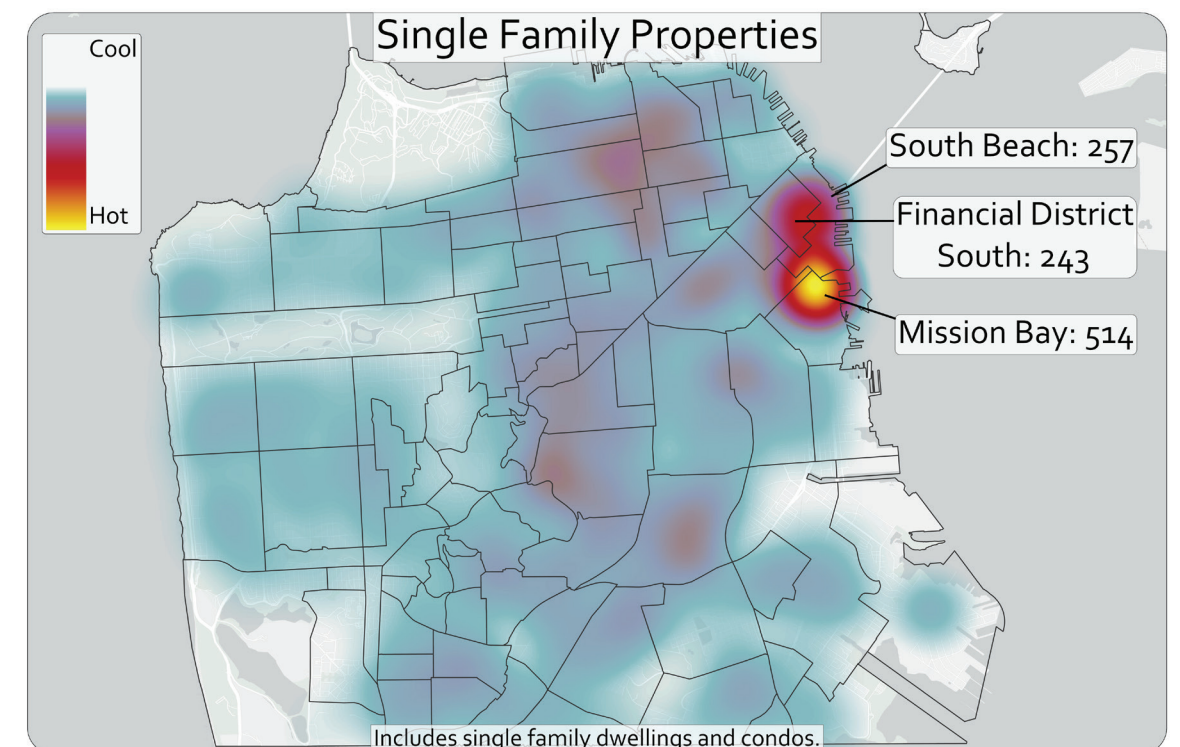 Single Family Properties
Cool
Hot
South Beach: 257
Financial District
South: 243
Mission Bay: 514
Includes single family dwellings and condos.